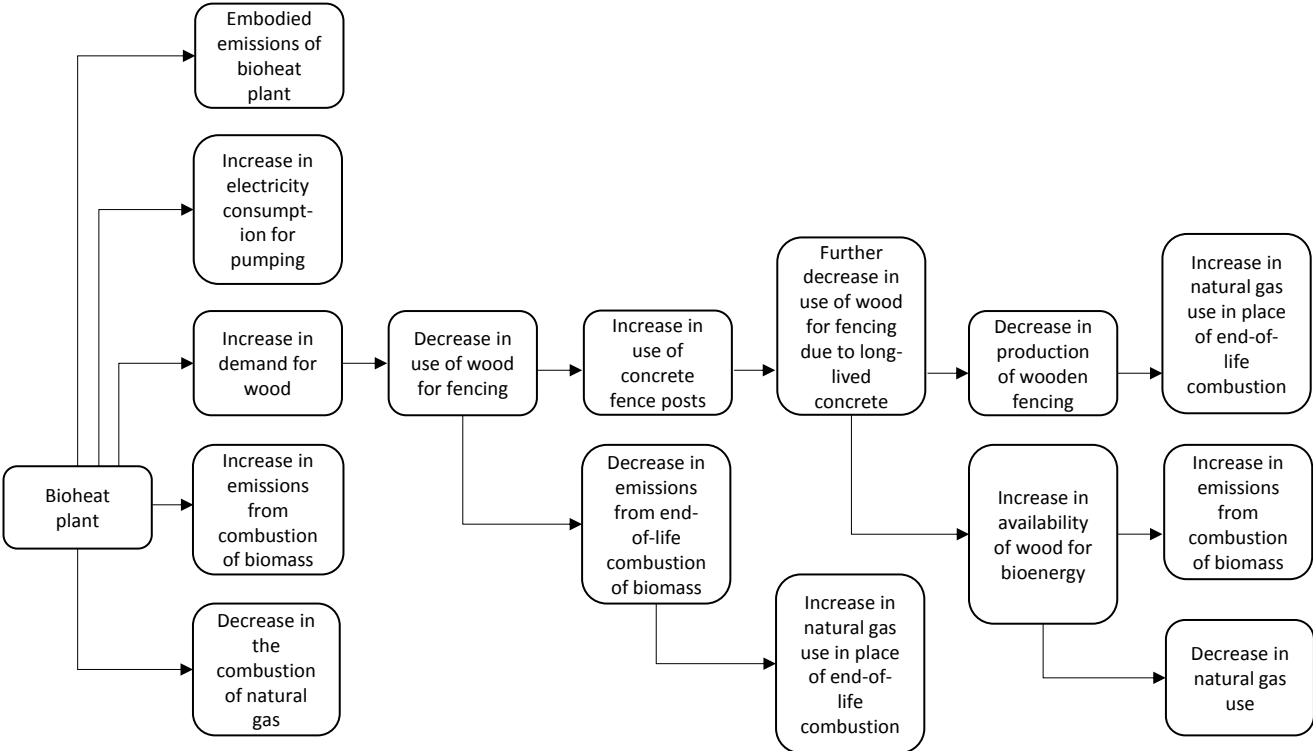 Embodied
emissions of
bioheat
plant
Increase in
electricity
consumpt-
ion for
pumping
Increase in
demand for
wood
Increase in
emissions
from
combustion
of biomass
Decrease in
the
combustion
of natural
gas
Bioheat
plant
Decrease in
use of wood
for fencing
Increase in
use of
concrete
fence posts
Decrease in
emissions
from end-
of-life
combustion
of biomass
Further
decrease in
use of wood
for fencing
due to long-
lived
concrete
Increase in
natural gas
use in place
of end-of-
life
combustion
Decrease in
production
of wooden
fencing
Increase in
availability
of wood for
bioenergy
Increase in
natural gas
use in place
of end-of-
life
combustion
Increase in
emissions
from
combustion
of biomass
Decrease in
natural gas
use